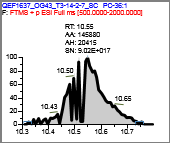 QEF1637_OG43_T3-14-2-7_SC PC-36:1
F: FTMS + p ESI Full ms [500.0000-2000.0000]
RT: 10.55
AA: 145880
AH: 20415
SN: 9.02E+017
100
80
60
40
20
0
10.43
10.50
10.65
10.3 10.4 10.5 10.6 10.7